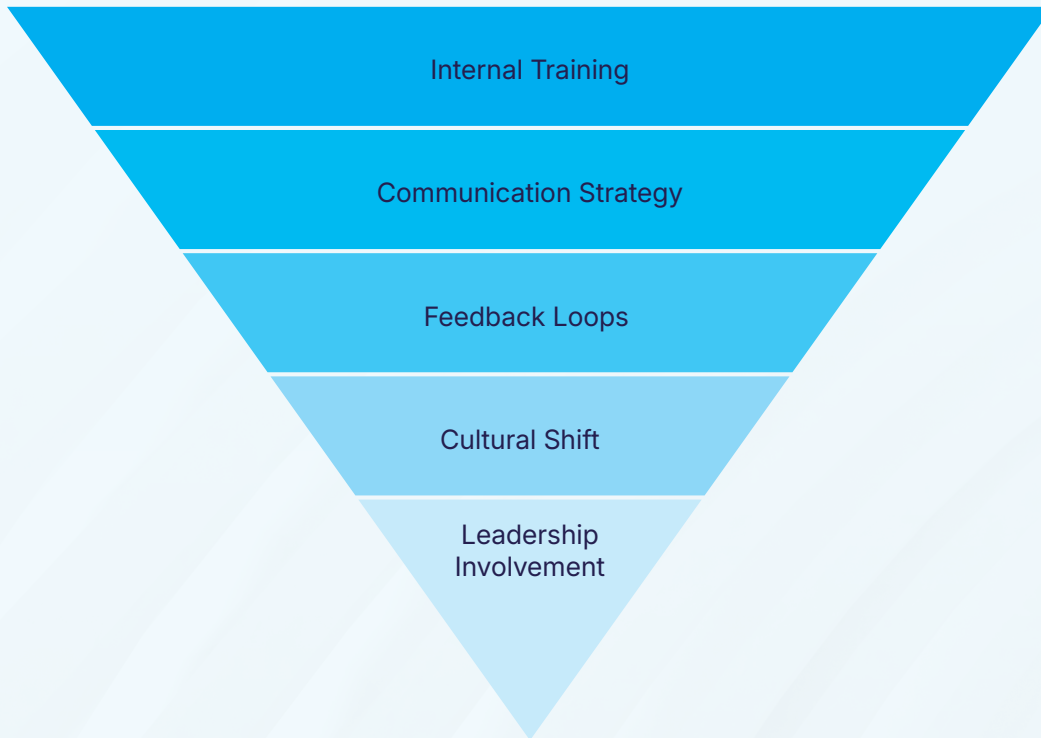 Internal Training
Communication Strategy
Feedback Loops
Cultural Shift
Leadership
Involvement